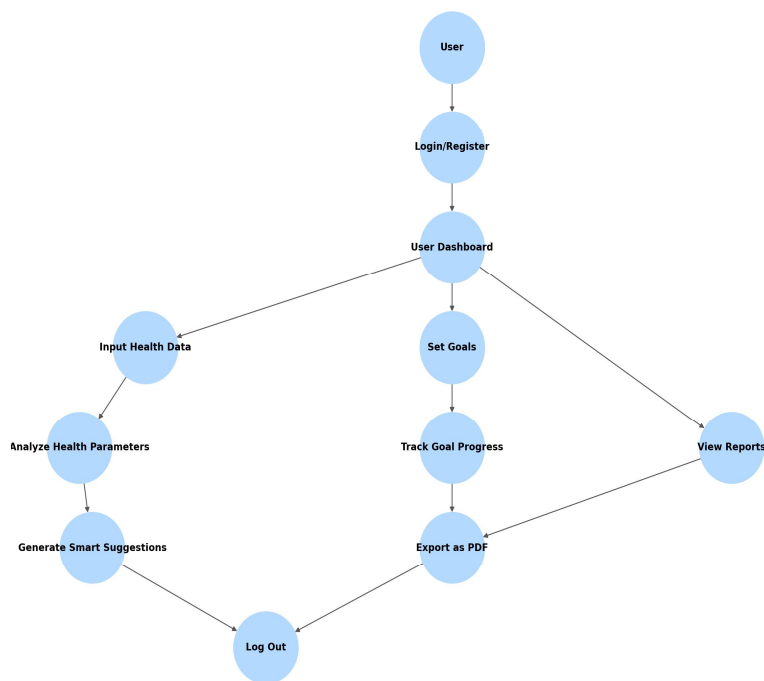 User
Login/Register
User Dashboard
Input Health Data
Set Goals
Analyze Health Parameters
Track Goal Progress
View Reports
Generate Smart Suggestions
Export as PDF
Log Out